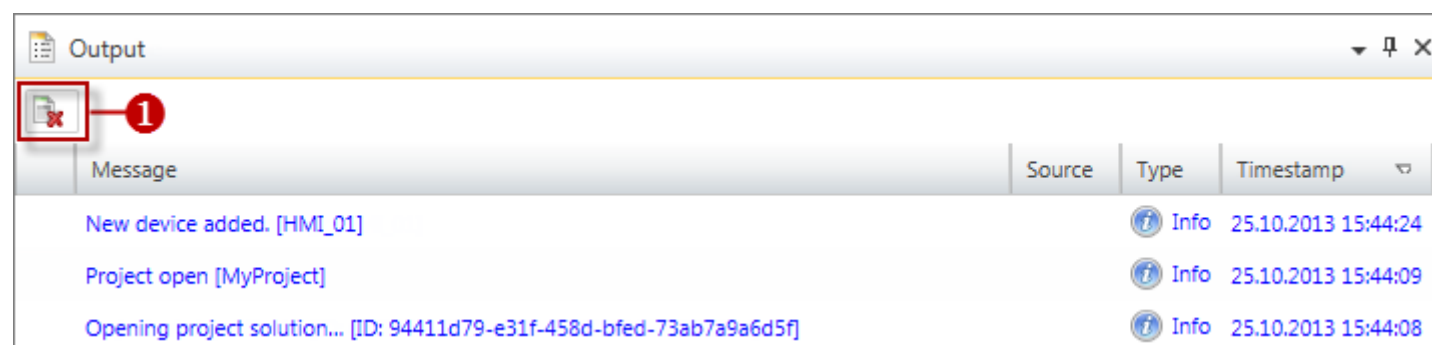 Output
1
Message Source Type Timestamp
New device added. [HMI_01] Info 25.10.2013 15:44:24
Project open [MyProject] Info 25.10.2013 15:44:09
Opening project solution... [ID: 94411d79-e31f-458d-bfed-73ab7a9a6d5f] Info 25.10.2013 15:44:08